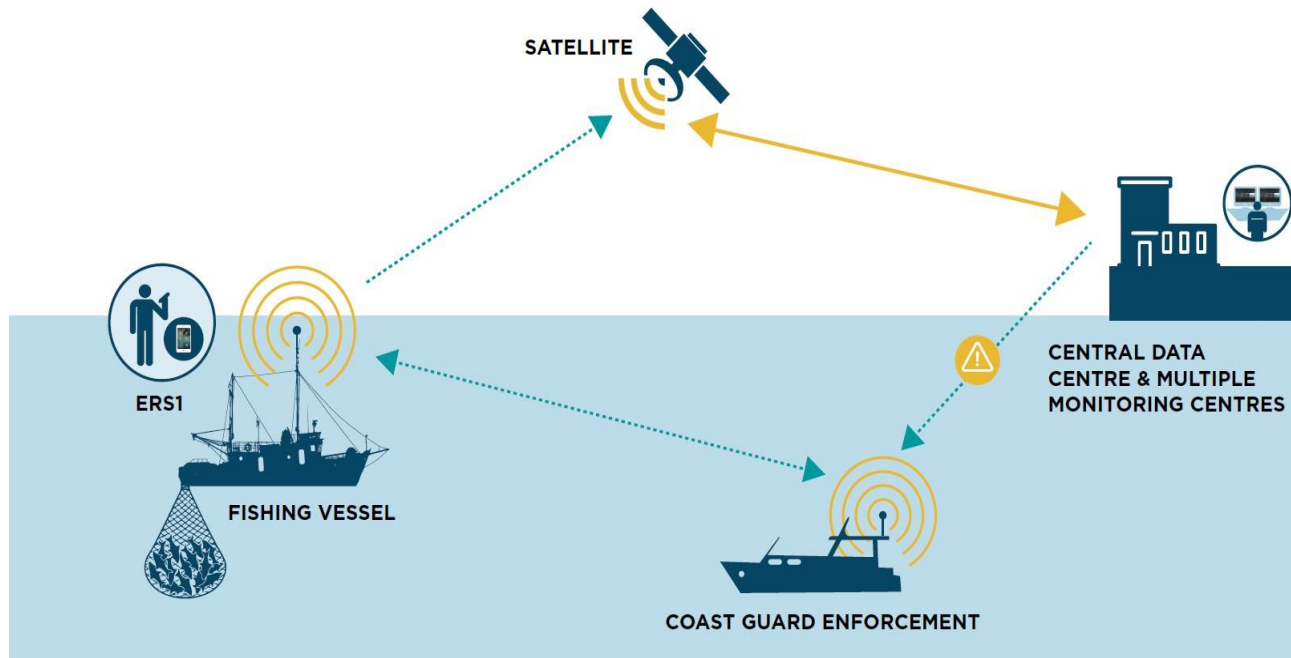 SATELLITE
ERS1
FISHING VESSEL
CENTRAL DATA
CENTRE & MULTIPLE
MONITORING CENTRES
COAST GUARD ENFORCEMENT